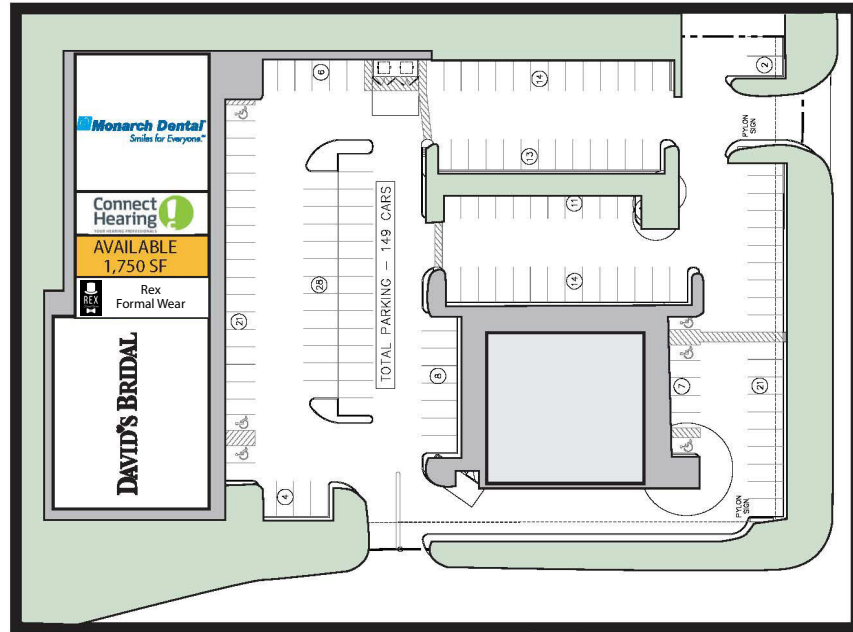 Monarch Dental
Smiles for Everyone.
Connect
Hearing
YOUR HEARING PROFESSIONALS
AVAILABLE
1,750 SF
REX
Rex
Formal Wear
DAVID'S BRIDAL
6
14
2
PYLON
SIGN
13
TOTAL PARKING – 149 CARS
11
28
14
21
8
7
21
4
PYLON
SIGN